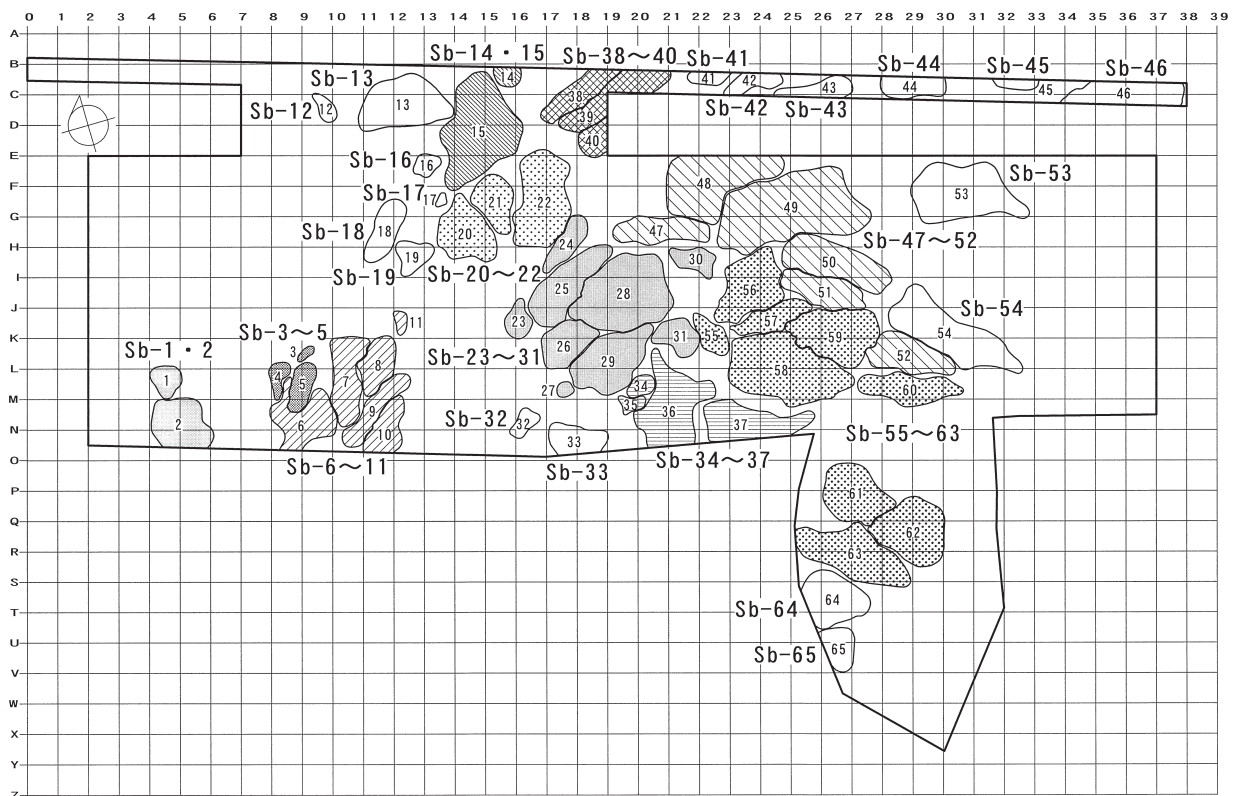 0 1 2 3 4 5 6 7 8 9 10 11 12 13 14 15 16 17 18 19 20 21 22 23 24 25 26 27 28 29 30 31 32 33 34 35 36 37 38 39
A
B
C
D
E
F
G
H
I
J
K
L
M
N
O
P
Q
R
S
T
U
V
W
X
Y
Z
Sb-14・15
Sb-38〜40
Sb-41
Sb-44
Sb-45
Sb-46
Sb-13
Sb-12
Sb-42
Sb-43
Sb-16
Sb-17
Sb-18
Sb-19
Sb-20〜22
Sb-53
Sb-47〜52
Sb-54
Sb-3〜5
Sb-1・2
Sb-23〜31
Sb-32
Sb-6〜11
Sb-33
Sb-34〜37
Sb-55〜63
Sb-64
Sb-65
1
2
3
4
5
6
7
8
9
10
11
12
13
14
15
16
17
18
19
20
21
22
23
24
25
26
27
28
29
30
31
32
33
34
35
36
37
38
39
40
41
42
43
44
45
46
47
48
49
50
51
52
53
54
55
56
57
58
59
60
61
62
63
64
65